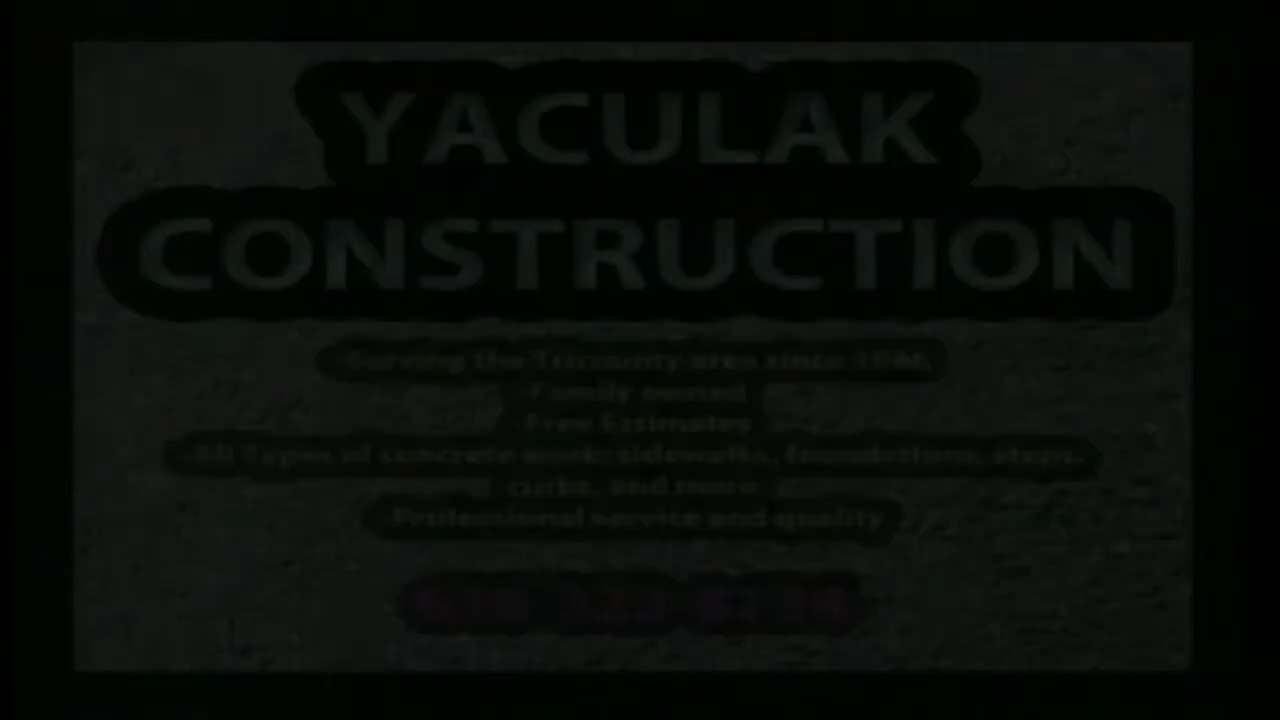 YACULAK
CONSTRUCTION
-Serving the Tricounty area since
-Family owned
-Free Estimates
-All Types of concrete work: sidewalks, foundations, steps,
curbs, and more
-Professional service and quality